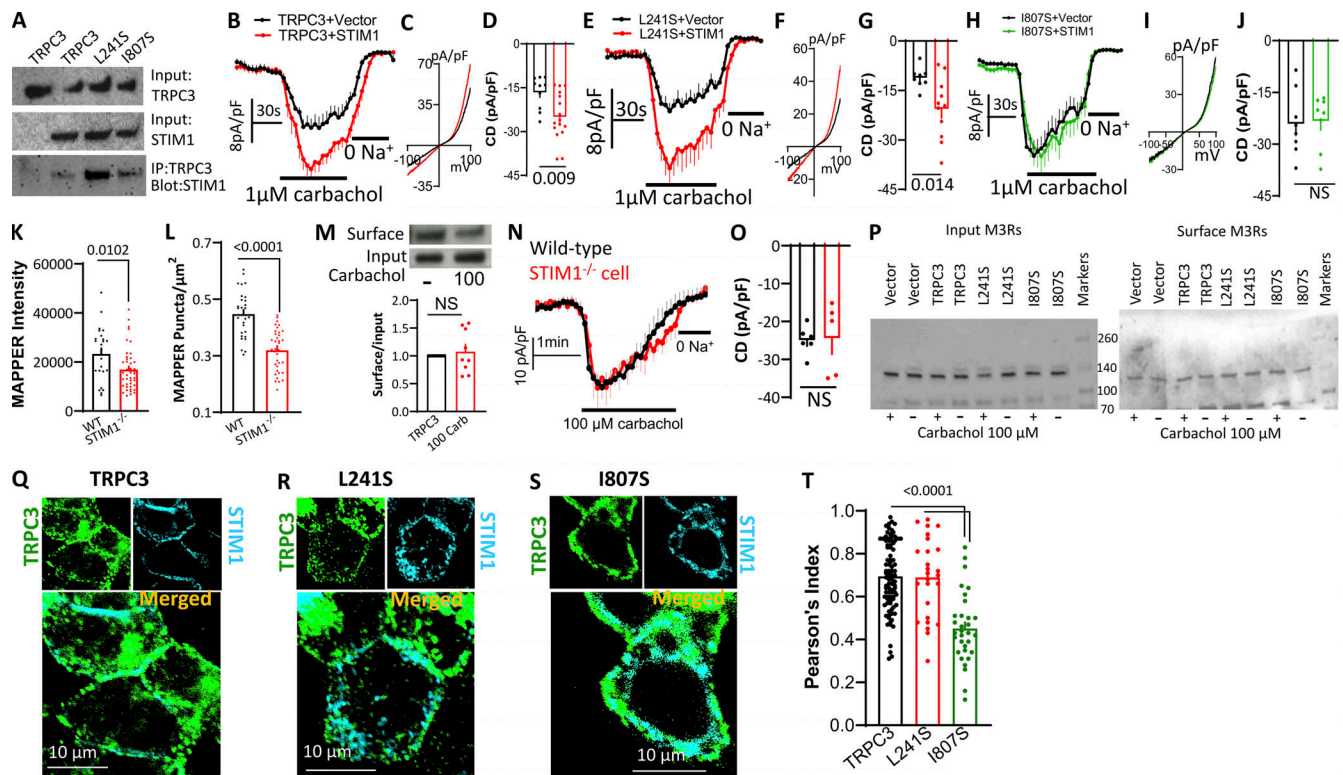 A
TRPC3
TRPC3
L241S
I807S
Input:
TRPC3
Input:
STIM1
IP:TRPC3
Blot:STIM1
B
TRPC3+Vector
TRPC3+STIM1
8pA/pF
30s
0 Na+
1μM carbachol
C
pA/pF
70
35
-100
100
mV
-35
D
CD (pA/pF)
0
-15
-30
-45
0.009
E
L241S+Vector
L241S+STIM1
8pA/pF
30s
0 Na+
1μM carbachol
F
pA/pF
60
40
20
-100
100
mV
-20
G
CD (pA/pF)
0
-15
-30
-45
0.014
H
I807S+Vector
I807S+STIM1
8pA/pF
30s
0 Na+
1μM carbachol
I
pA/pF
60
30
-100
-50
50
100
mV
-30
J
CD (pA/pF)
0
-15
-30
-45
NS
K
0.0102
MAPPER Intensity
60000
40000
20000
0
WT
STIM1-/-
L
<0.0001
MAPPER Puncta/μm2
0.7
0.5
0.3
0.1
WT
STIM1-/-
M
Surface
Input
Carbachol
–
100
NS
Surface/input
2.0
1.5
1.0
0.5
0.0
TRPC3
100 Carb
N
Wild-type
STIM1-/- cell
10 pA/pF
1min
0 Na+
100 μM carbachol
O
CD (pA/pF)
0
-10
-20
-30
-40
NS
P
Input M3Rs
Vector
Vector
TRPC3
TRPC3
L241S
L241S
I807S
I807S
Markers
+ – + – + – + –
Carbachol 100 μM
260
140
100
70
Surface M3Rs
Vector
Vector
TRPC3
TRPC3
L241S
L241S
I807S
I807S
Markers
+ – + – + – + –
Carbachol 100 μM
Q
TRPC3
TRPC3
STIM1
Merged
10 μm
R
L241S
TRPC3
STIM1
Merged
10 μm
S
I807S
TRPC3
STIM1
Merged
10 μm
T
<0.0001
Pearson's Index
1.0
0.8
0.6
0.4
0.2
0.0
TRPC3
L241S
I807S